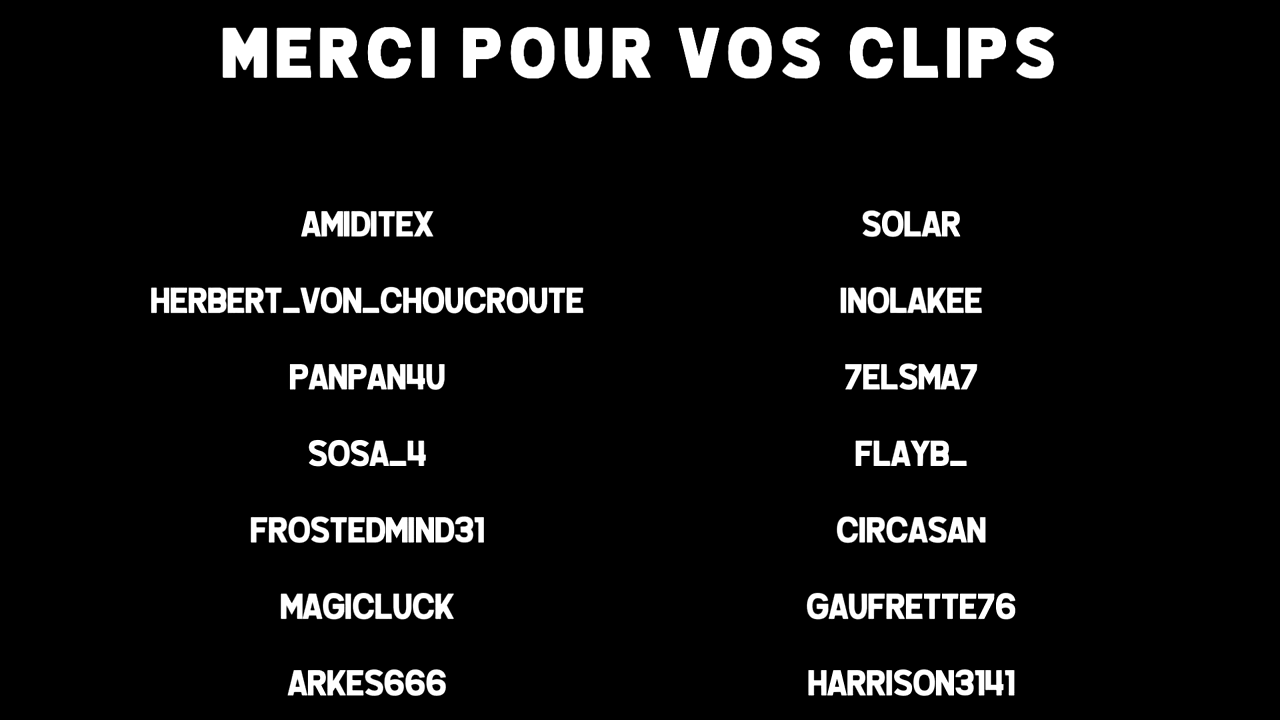 MERCI POUR VOS CLIPS
AMIDITEX
SOLAR
HERBERT_VON_CHOUCROUTE
INOLAKEE
PANPAN4U
7ELSMA7
SOSA_4
FLAYB_
FROSTEDMIND31
CIRCASAN
MAGICLUCK
GAUFRETTE76
ARKES666
HARRISON3141